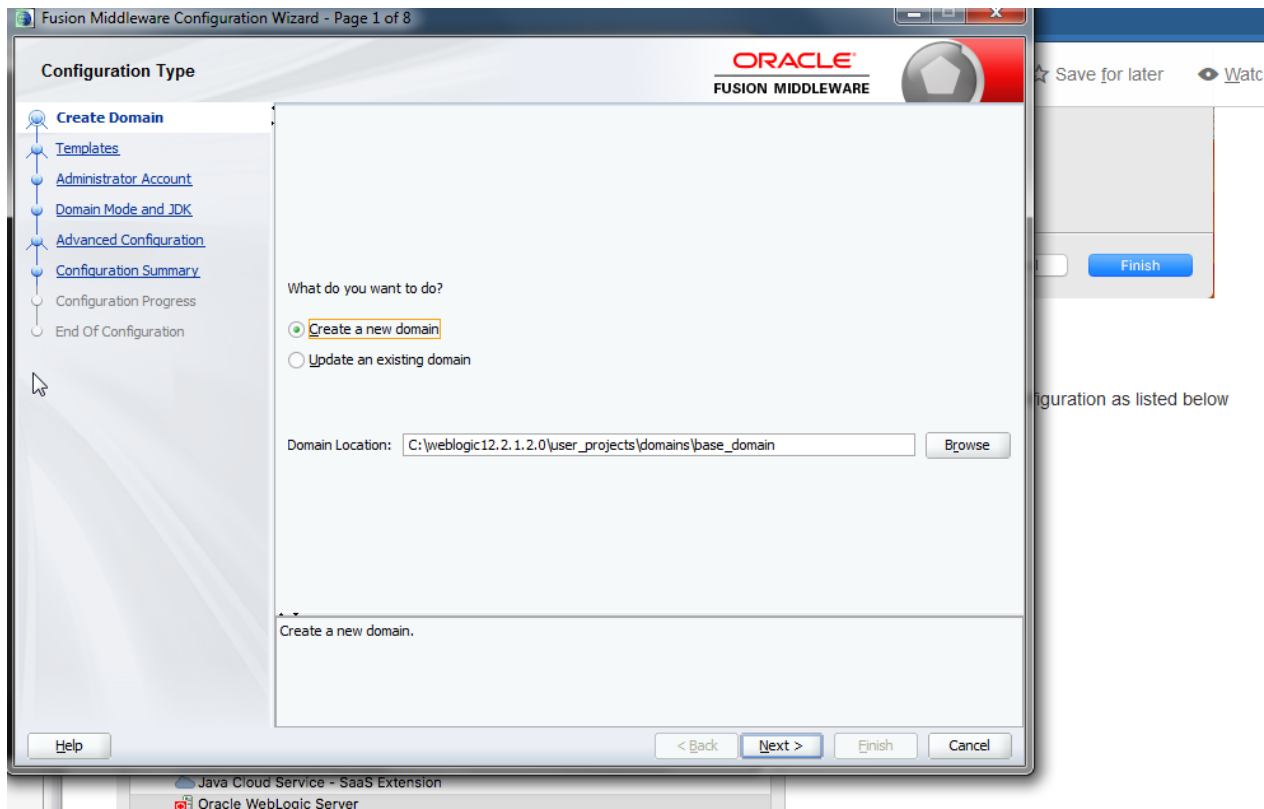 Fusion Middleware Configuration Wizard - Page 1 of 8
Configuration Type
ORACLE
FUSION MIDDLEWARE
Create Domain
Templates
Administrator Account
Domain Mode and JDK
Advanced Configuration
Configuration Summary
Configuration Progress
End Of Configuration
What do you want to do?
Create a new domain
Update an existing domain
Domain Location: C:\weblogic12.2.1.2.0\user_projects\domains\base_domain Browse
Create a new domain.
Help < Back Next > Finish Cancel
Save for later Watc
Finish
figuration as listed below
Java Cloud Service - SaaS Extension
Oracle WebLogic Server